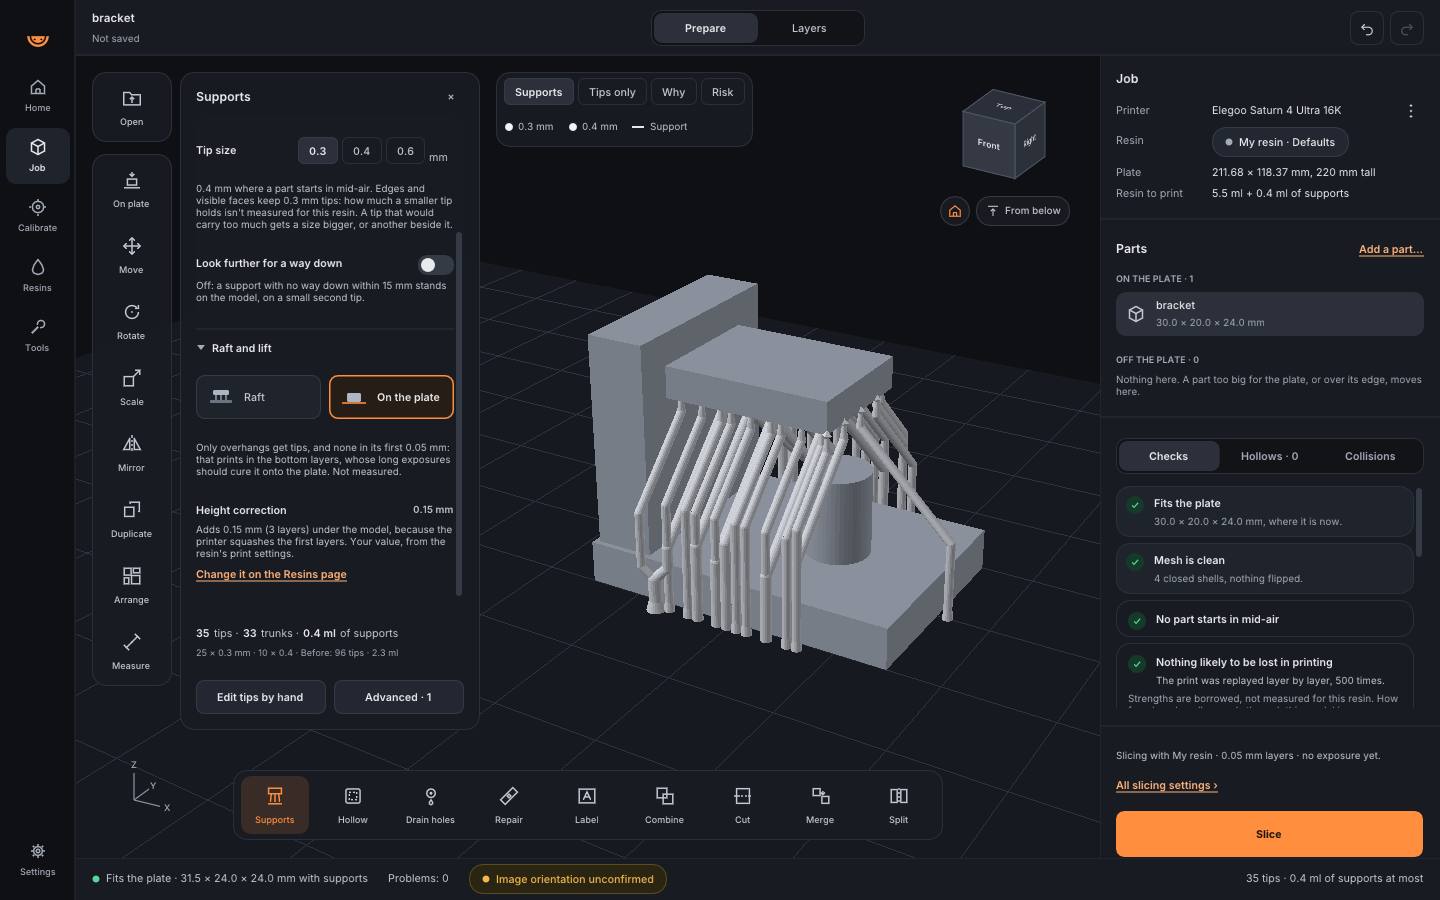 bracket
Not saved
Prepare
Layers
Home
Job
Calibrate
Resins
Tools
Settings
Open
On plate
Move
Rotate
Scale
Mirror
Duplicate
Arrange
Measure
Supports
×
Tip size
0.3
0.4
0.6
mm
0.4 mm where a part starts in mid-air. Edges and
visible faces keep 0.3 mm tips: how much a smaller tip
holds isn't measured for this resin. A tip that would
carry too much gets a size bigger, or another beside it.
Look further for a way down
Off: a support with no way down within 15 mm stands
on the model, on a small second tip.
Raft and lift
Raft
On the plate
Only overhangs get tips, and none in its first 0.05 mm:
that prints in the bottom layers, whose long exposures
should cure it onto the plate. Not measured.
Height correction
0.15 mm
Adds 0.15 mm (3 layers) under the model, because the
printer squashes the first layers. Your value, from the
resin's print settings.
Change it on the Resins page
35 tips · 33 trunks · 0.4 ml of supports
25 × 0.3 mm · 10 × 0.4 · Before: 96 tips · 2.3 ml
Edit tips by hand
Advanced · 1
Supports
Tips only
Why
Risk
0.3 mm
0.4 mm
Support
Top
Front
Right
From below
Z
Y
X
Supports
Hollow
Drain holes
Repair
Label
Combine
Cut
Merge
Split
Job
Printer
Elegoo Saturn 4 Ultra 16K
Resin
My resin · Defaults
Plate
211.68 × 118.37 mm, 220 mm tall
Resin to print
5.5 ml + 0.4 ml of supports
Parts
Add a part...
ON THE PLATE · 1
bracket
30.0 × 20.0 × 24.0 mm
OFF THE PLATE · 0
Nothing here. A part too big for the plate, or over its edge, moves
here.
Checks
Hollows · 0
Collisions
Fits the plate
30.0 × 20.0 × 24.0 mm, where it is now.
Mesh is clean
4 closed shells, nothing flipped.
No part starts in mid-air
Nothing likely to be lost in printing
The print was replayed layer by layer, 500 times.
Strengths are borrowed, not measured for this resin. How
Slicing with My resin · 0.05 mm layers · no exposure yet.
All slicing settings ›
Slice
Fits the plate · 31.5 × 24.0 × 24.0 mm with supports
Problems: 0
Image orientation unconfirmed
35 tips · 0.4 ml of supports at most